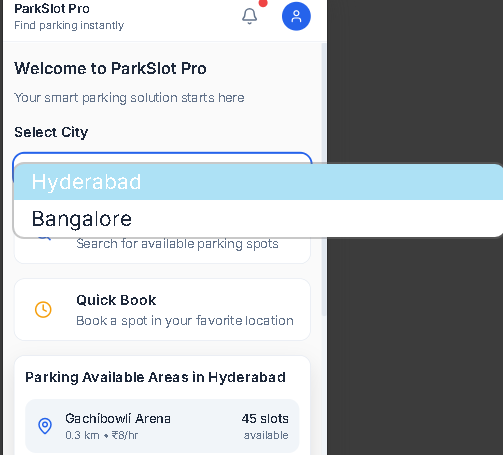 ParkSlot Pro
Find parking instantly
Welcome to ParkSlot Pro
Your smart parking solution starts here
Select City
Hyderabad
Bangalore
Search for available parking spots
Quick Book
Book a spot in your favorite location
Parking Available Areas in Hyderabad
Gachibowli Arena
45 slots
0.3 km • ₹8/hr
available